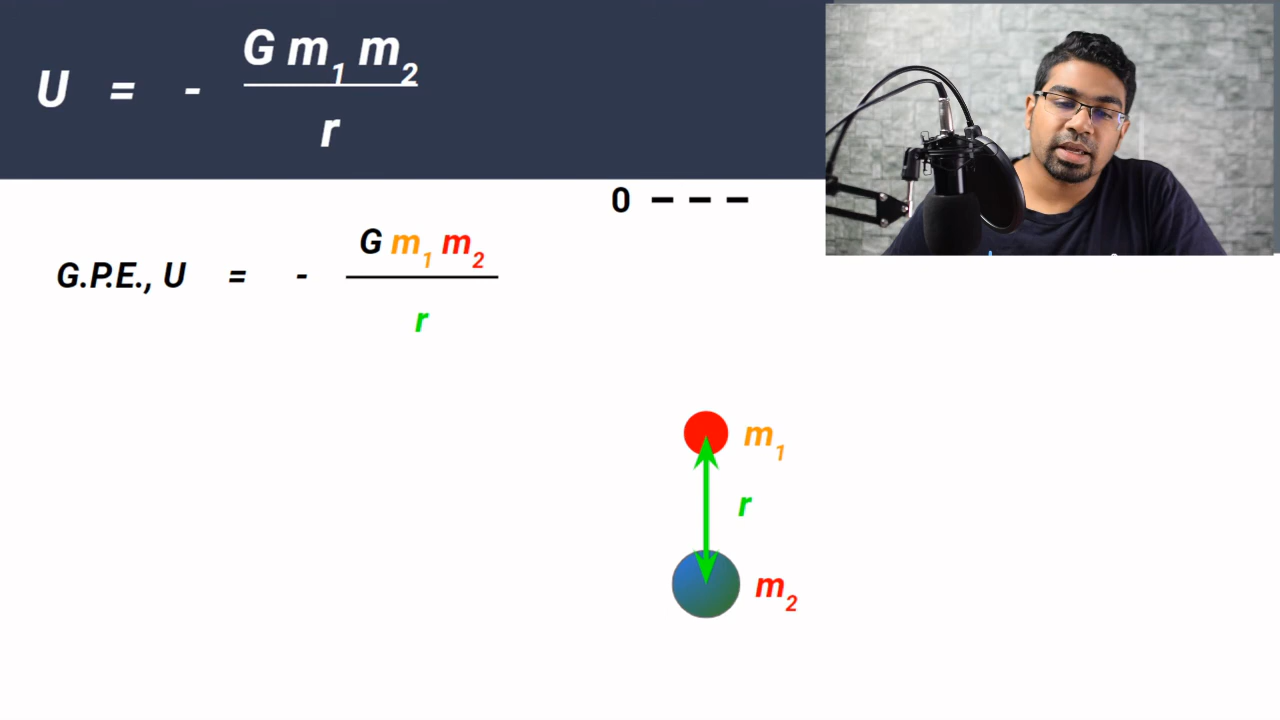 U = - G m₁ m₂ / r
0 – – –
G.P.E., U = - G m₁ m₂ / r
m₁
r
m₂